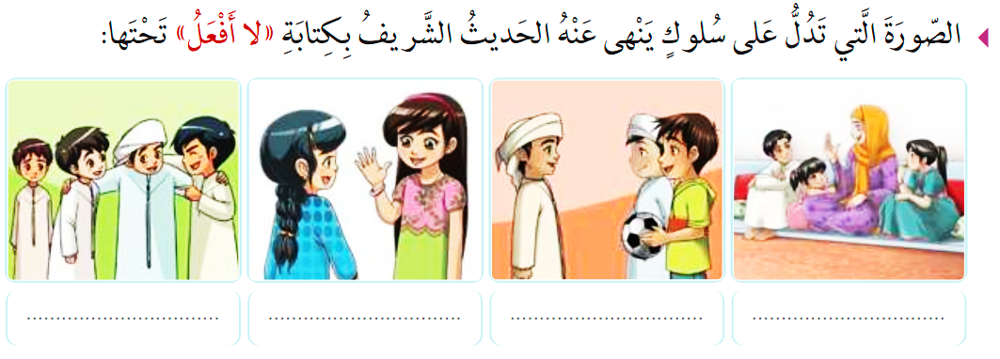 الصّورَةَ الَّتي تَدُلُّ عَلى سُلوكٍ يَنْهى عَنْهُ الحَديثُ الشَّريفُ بِكِتابَةِ «لا أَفْعَلُ» تَحْتَها: